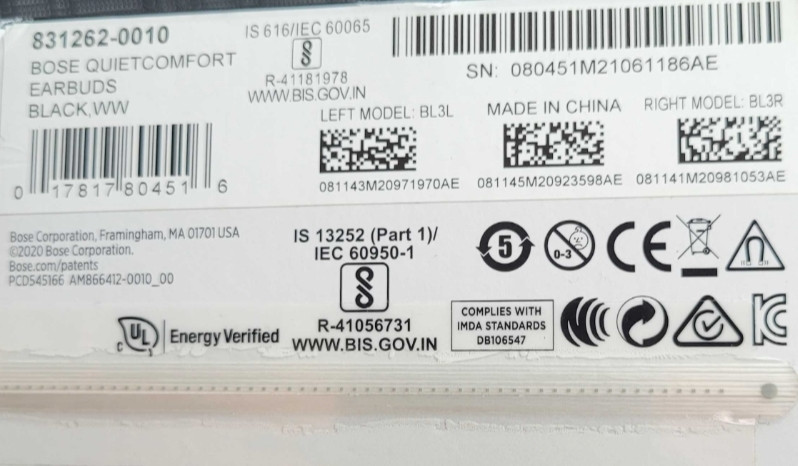 831262-0010
BOSE QUIETCOMFORT
EARBUDS
BLACK,WW
0 17817 80451 6
IS 616/IEC 60065
R-41181978
WWW.BIS.GOV.IN
SN: 080451M21061186AE
LEFT MODEL: BL3L
081143M20971970AE
MADE IN CHINA
081145M20923598AE
RIGHT MODEL: BL3R
081141M20981053AE
Bose Corporation, Framingham, MA 01701 USA
©2020 Bose Corporation.
Bose.com/patents
PCD545166 AM866412-0010_00
IS 13252 (Part 1)/
IEC 60950-1
R-41056731
WWW.BIS.GOV.IN
5
0-3
CE
c UL Energy Verified
COMPLIES WITH
IMDA STANDARDS
DB106547